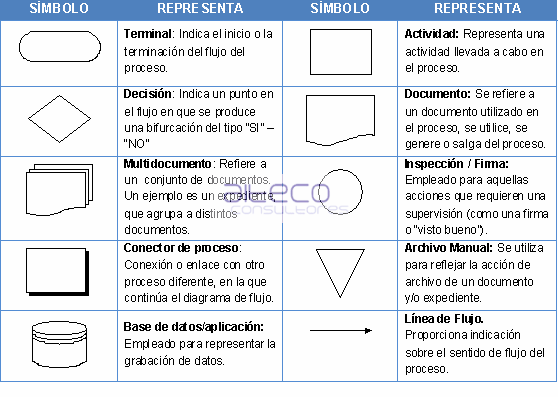 SÍMBOLO REPRESENTA SÍMBOLO REPRESENTA
Terminal: Indica el inicio o la
terminación del flujo del
proceso.
Actividad: Representa una
actividad llevada a cabo en
el proceso.
Decisión: Indica un punto en
el flujo en que se produce
una bifurcación del tipo "SI" –
"NO"
Documento: Se refiere a
un documento utilizado en
el proceso, se utilice, se
genere o salga del proceso.
Multidocumento: Refiere a
un conjunto de documentos.
Un ejemplo es un expediente,
que agrupa a distintos
documentos.
Inspección / Firma:
Empleado para aquellas
acciones que requieren una
supervisión (como una firma
o "visto bueno").
aiteco
consultores
Conector de proceso:
Conexión o enlace con otro
proceso diferente, en la que
continúa el diagrama de flujo.
Archivo Manual: Se utiliza
para reflejar la acción de
archivo de un documento
y/o expediente.
Base de datos/aplicación:
Empleado para representar la
grabación de datos.
Línea de Flujo.
Proporciona indicación
sobre el sentido de flujo del
proceso.